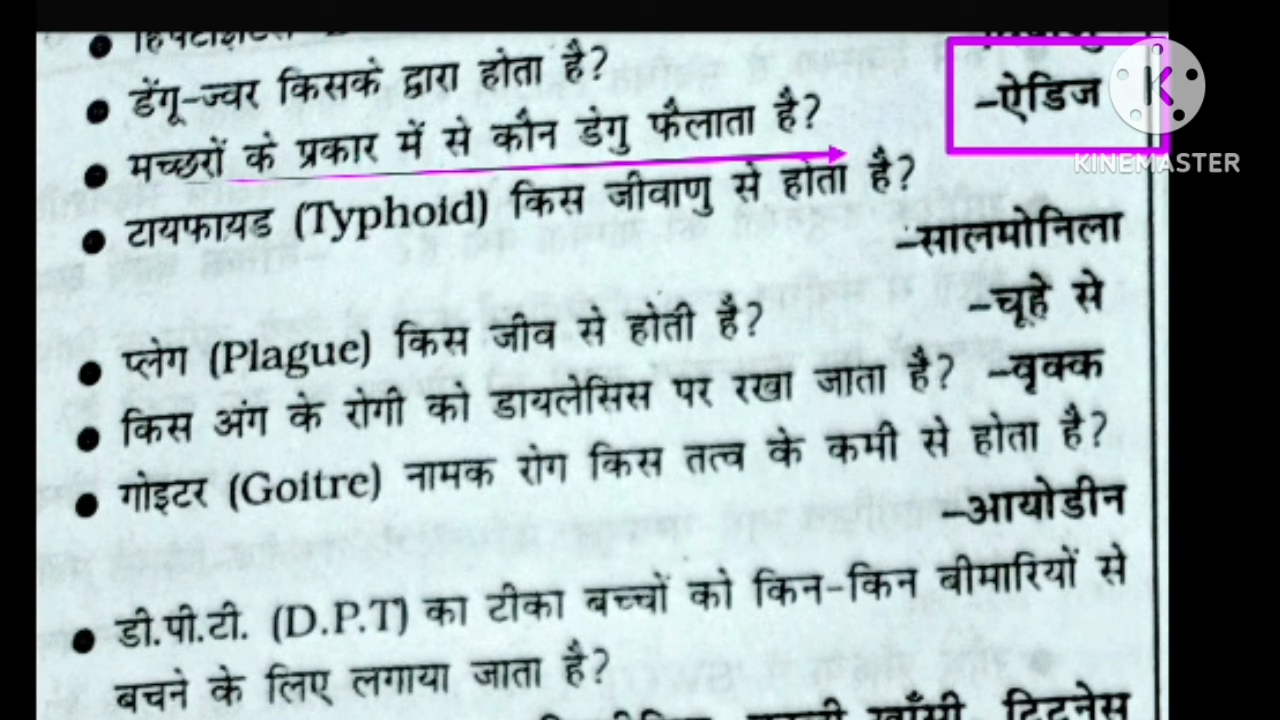 डेंगू-ज्वर किसके द्वारा होता है?
मच्छरों के प्रकार में से कौन डेंगु फैलाता है? -ऐडिज
KINEMASTER
टायफायड (Typhoid) किस जीवाणु से होता है?
-सालमोनिला
प्लेग (Plague) किस जीव से होती है? -चूहे से
किस अंग के रोगी को डायलेसिस पर रखा जाता है? -वृक्क
गोइटर (Goitre) नामक रोग किस तत्व के कमी से होता है?
-आयोडीन
डी.पी.टी. (D.P.T) का टीका बच्चों को किन-किन बीमारियों से
बचने के लिए लगाया जाता है?
खाँसी, टिटनेस